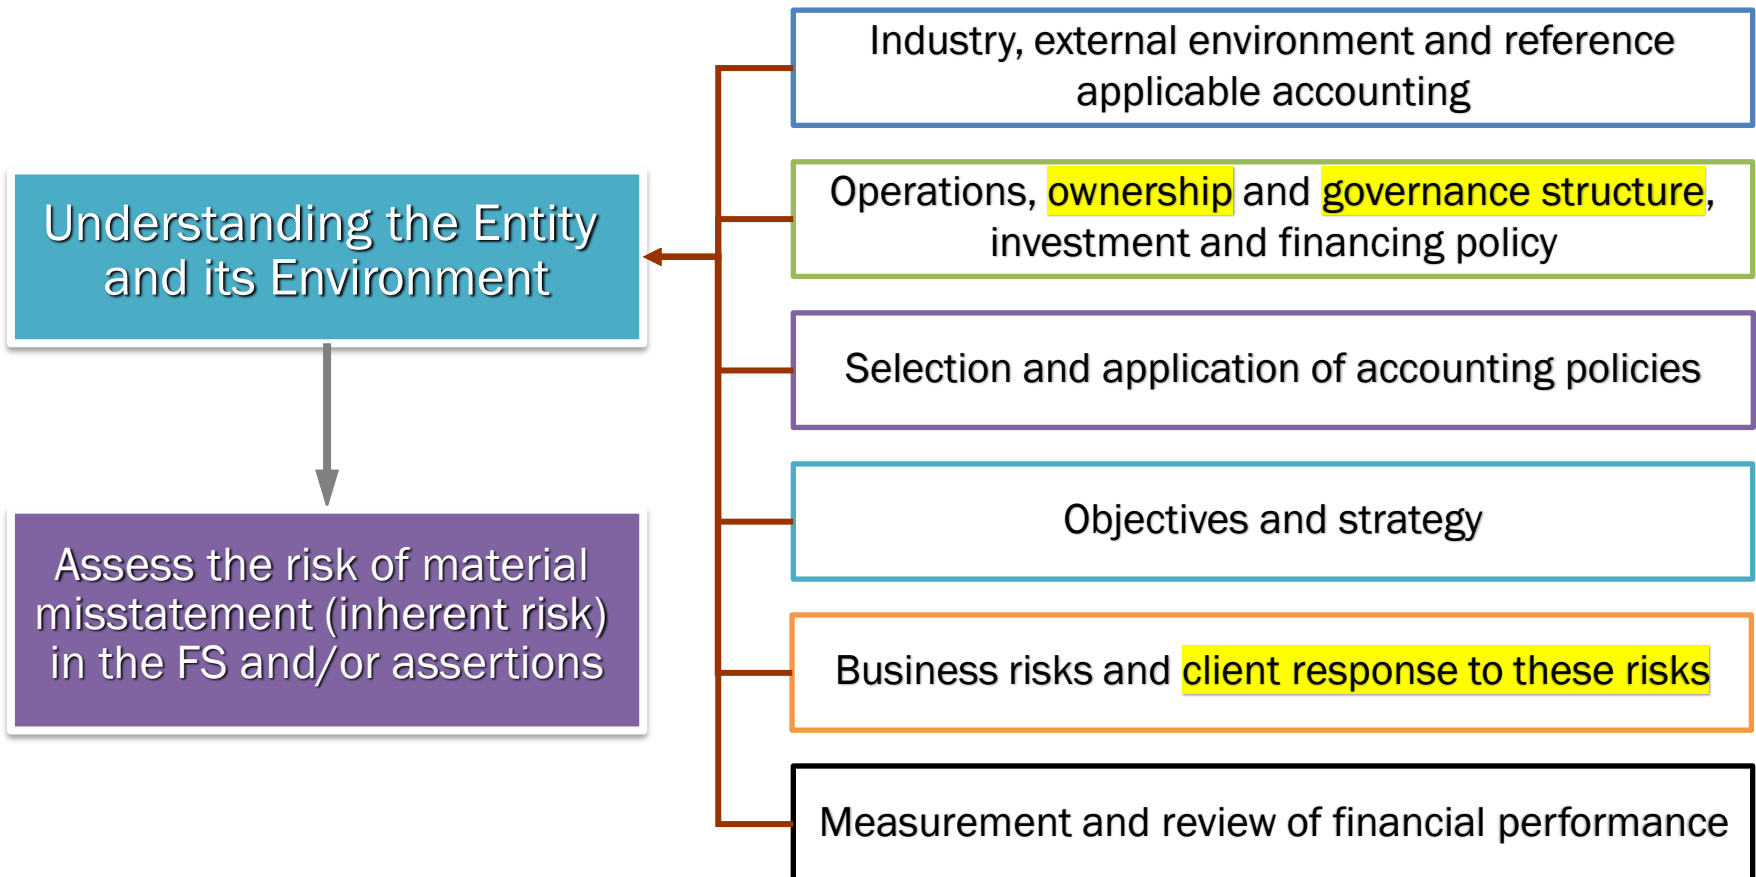 Understanding the Entity
and its Environment
Assess the risk of material
misstatement (inherent risk)
in the FS and/or assertions
Industry, external environment and reference
applicable accounting
Operations, ownership and governance structure,
investment and financing policy
Selection and application of accounting policies
Objectives and strategy
Business risks and client response to these risks
Measurement and review of financial performance